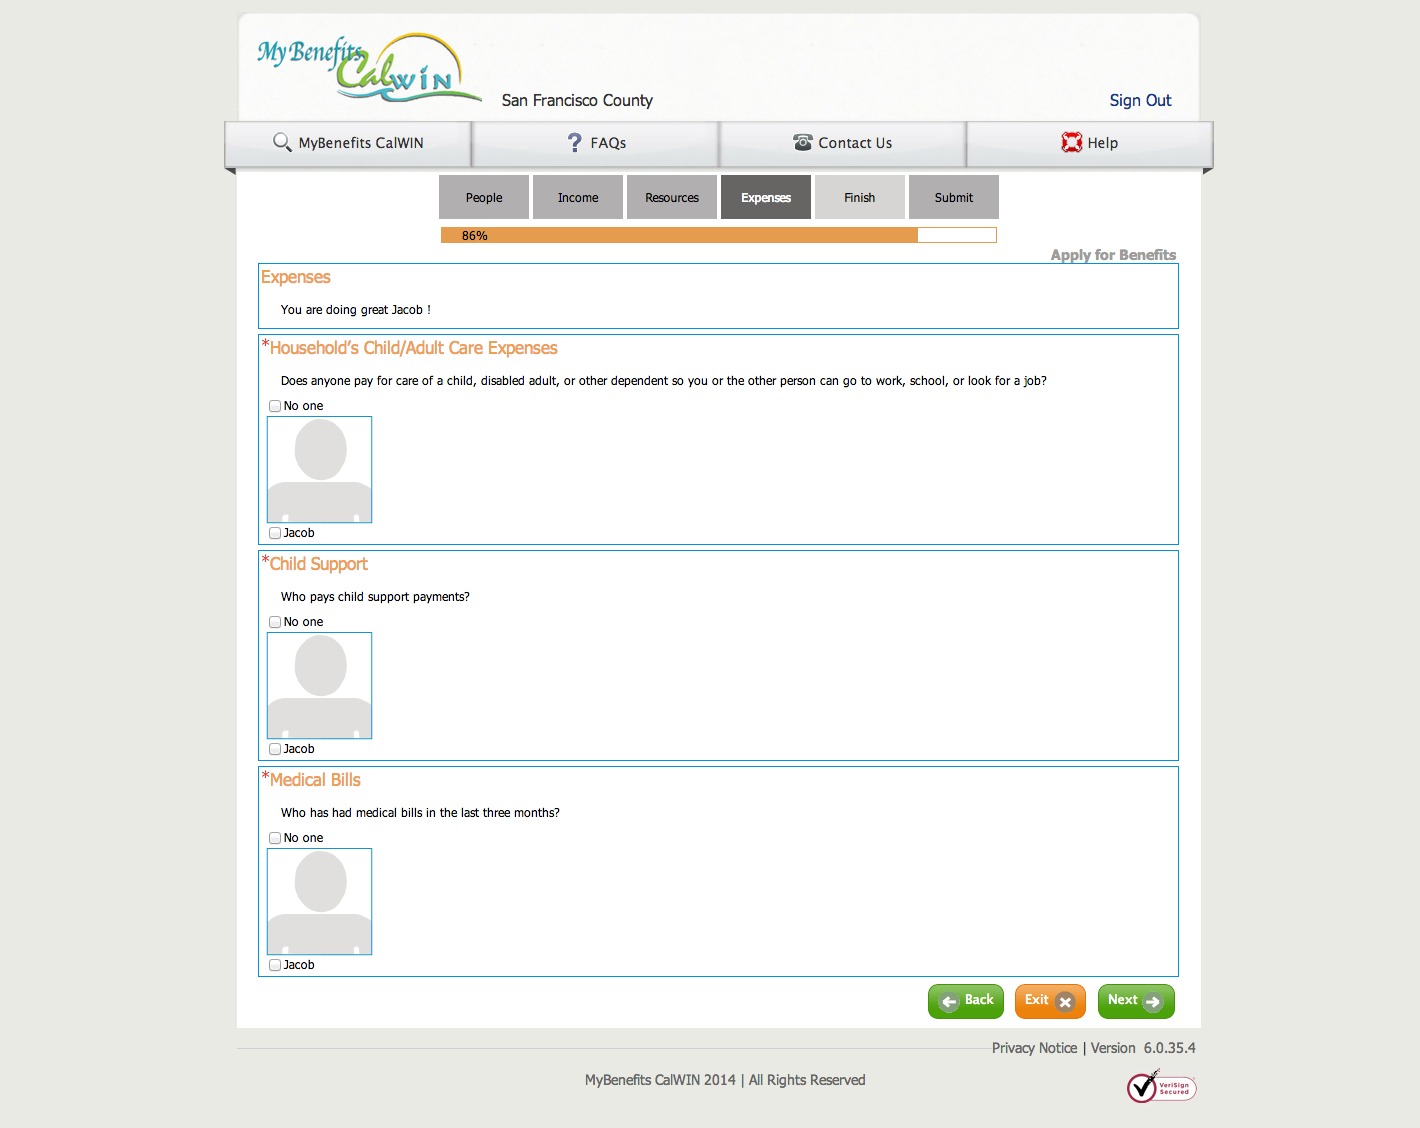 My Benefits
CalWIN
San Francisco County
Sign Out
MyBenefits CalWIN
? FAQs
Contact Us
Help
People
Income
Resources
Expenses
Finish
Submit
86%
Apply for Benefits
Expenses
You are doing great Jacob !
*Household's Child/Adult Care Expenses
Does anyone pay for care of a child, disabled adult, or other dependent so you or the other person can go to work, school, or look for a job?
No one
Jacob
*Child Support
Who pays child support payments?
No one
Jacob
*Medical Bills
Who has had medical bills in the last three months?
No one
Jacob
Back
Exit
Next
Privacy Notice | Version 6.0.35.4
MyBenefits CalWIN 2014 | All Rights Reserved
VeriSign
Secured